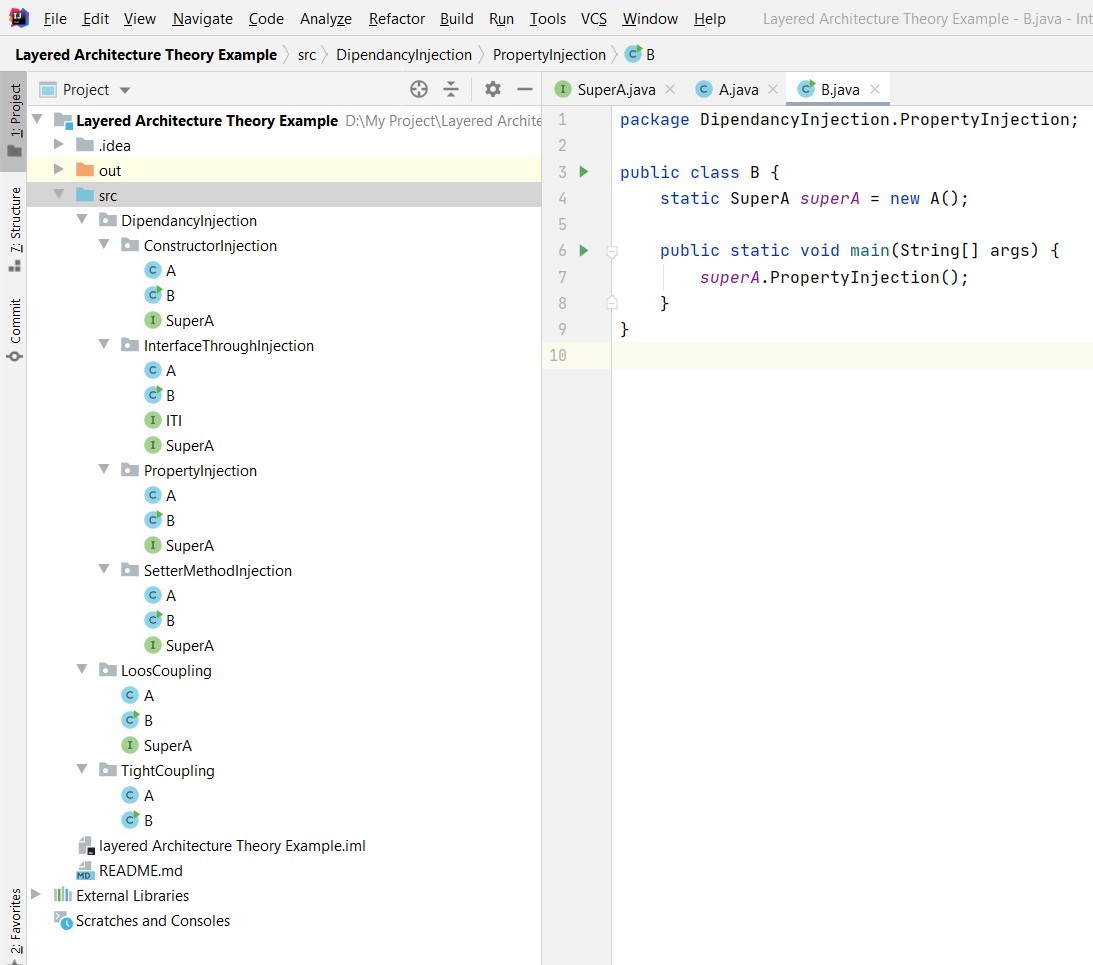 File Edit View Navigate Code Analyze Refactor Build Run Tools VCS Window Help Layered Architecture Theory Example - B.java - Int
Layered Architecture Theory Example src DipendancyInjection PropertyInjection B
1: Project
7: Structure
Commit
2: Favorites
Project
Layered Architecture Theory Example D:\My Project\Layered Archite
.idea
out
src
DipendancyInjection
ConstructorInjection
A
B
SuperA
InterfaceThroughInjection
A
B
ITI
SuperA
PropertyInjection
A
B
SuperA
SetterMethodInjection
A
B
SuperA
LoosCoupling
A
B
SuperA
TightCoupling
A
B
layered Architecture Theory Example.iml
README.md
External Libraries
Scratches and Consoles
SuperA.java A.java B.java
1 package DipendancyInjection.PropertyInjection;
2
3 public class B {
4 static SuperA superA = new A();
5
6 public static void main(String[] args) {
7 superA.PropertyInjection();
8 }
9 }
10